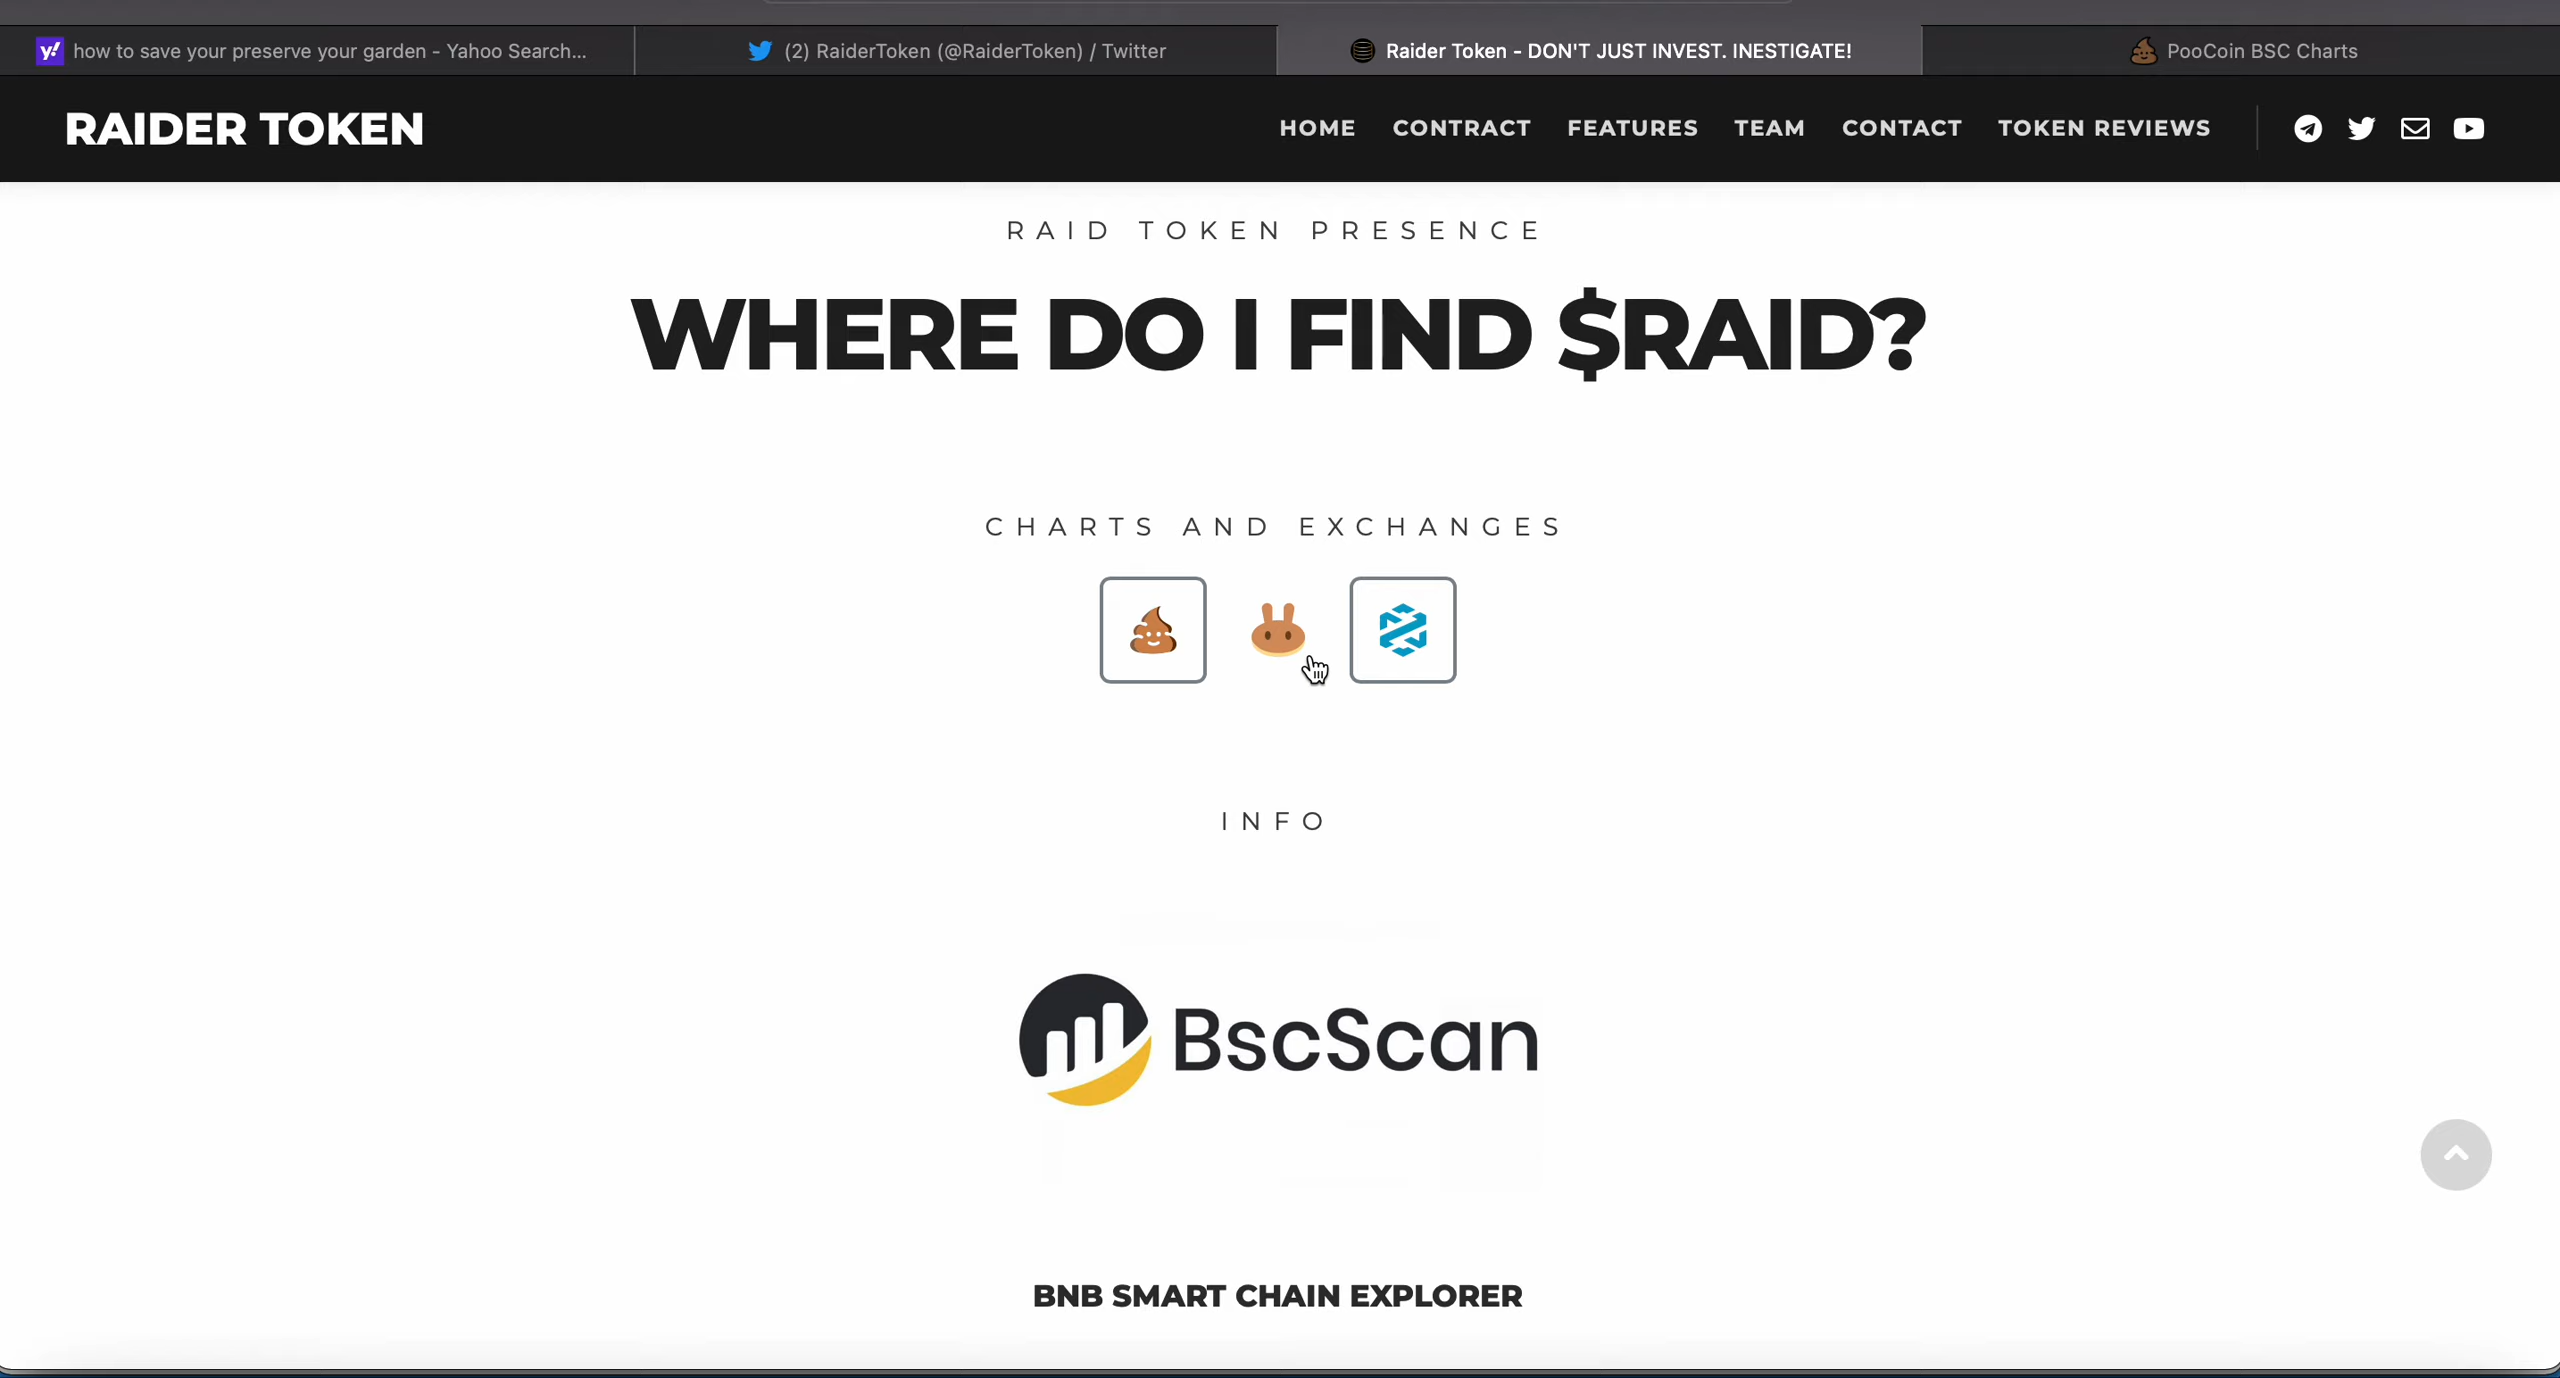 how to save your preserve your garden - Yahoo Search...
(2) RaiderToken (@RaiderToken) / Twitter
Raider Token - DON'T JUST INVEST. INESTIGATE!
PooCoin BSC Charts
RAIDER TOKEN
HOME
CONTRACT
FEATURES
TEAM
CONTACT
TOKEN REVIEWS
RAID TOKEN PRESENCE
WHERE DO I FIND $RAID?
CHARTS AND EXCHANGES
INFO
BscScan
BNB SMART CHAIN EXPLORER